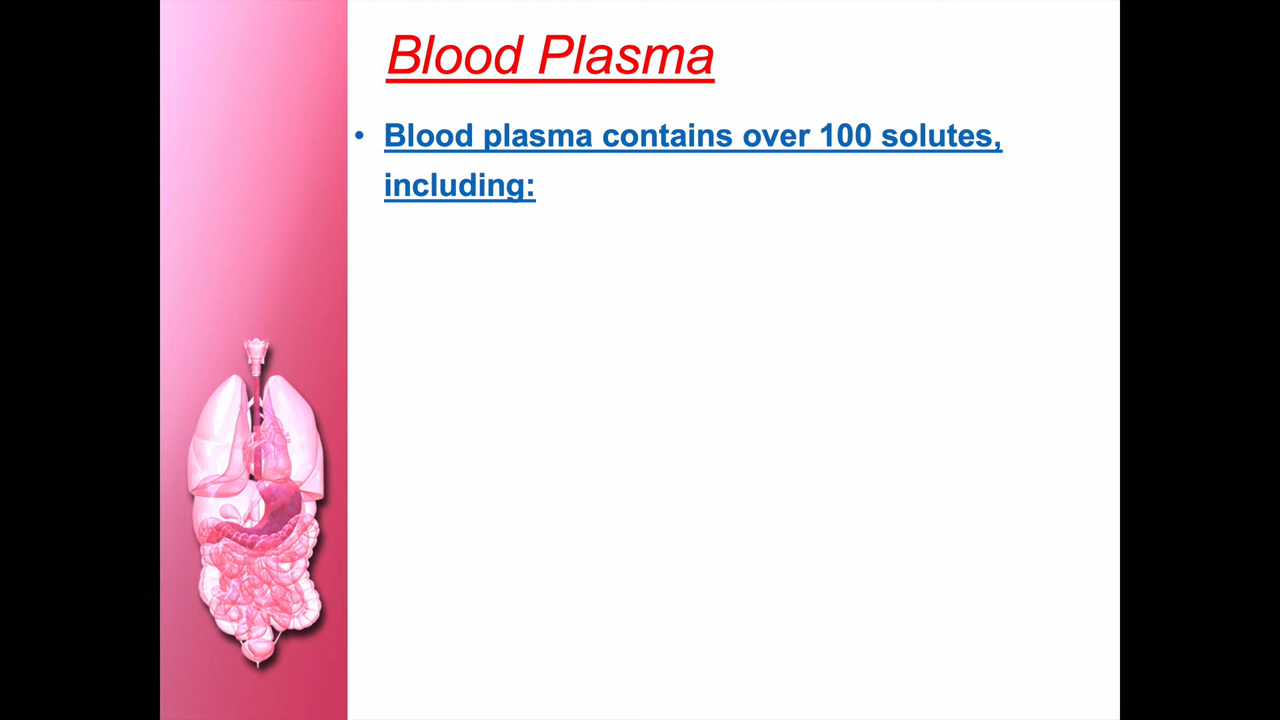 Blood Plasma
• Blood plasma contains over 100 solutes,
including: